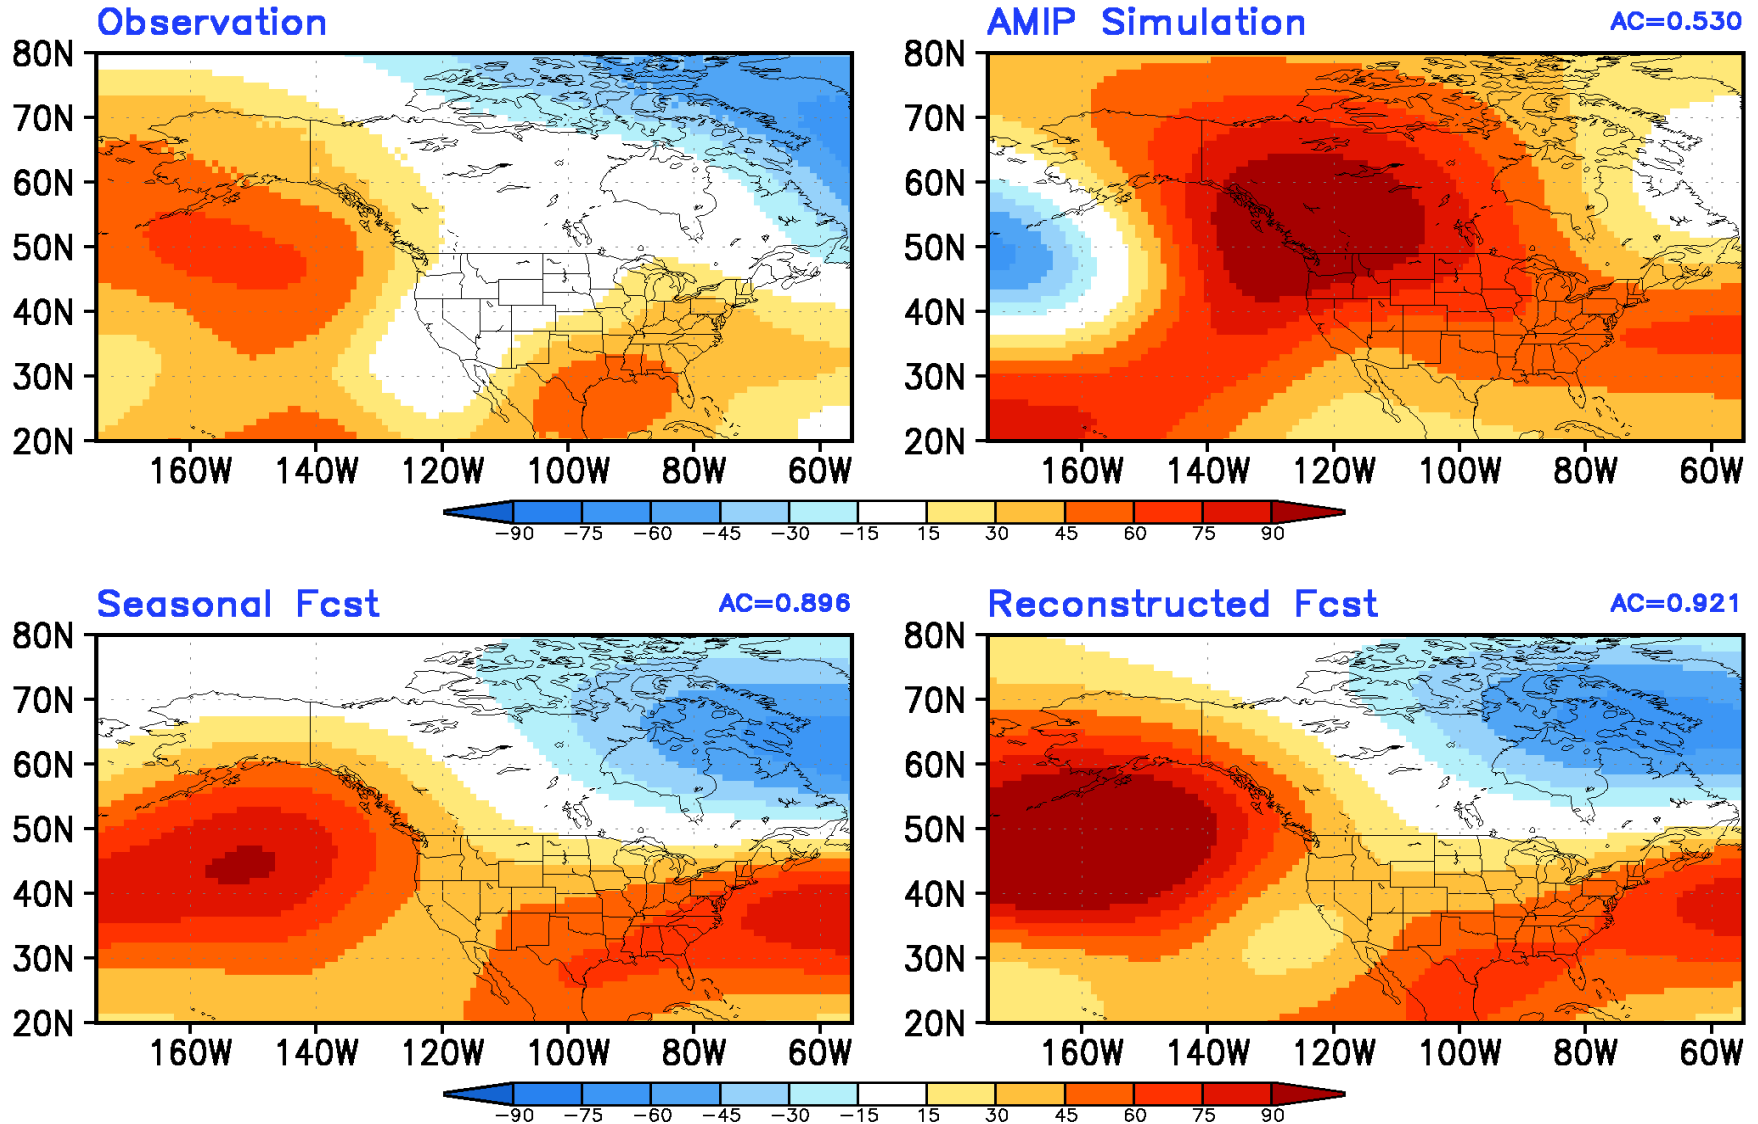 Observation
AMIP Simulation AC=0.530
80N
70N
60N
50N
40N
30N
20N
160W 140W 120W 100W 80W 60W
80N
70N
60N
50N
40N
30N
20N
160W 140W 120W 100W 80W 60W
-90 -75 -60 -45 -30 -15 15 30 45 60 75 90
Seasonal Fcst AC=0.896
Reconstructed Fcst AC=0.921
80N
70N
60N
50N
40N
30N
20N
160W 140W 120W 100W 80W 60W
80N
70N
60N
50N
40N
30N
20N
160W 140W 120W 100W 80W 60W
-90 -75 -60 -45 -30 -15 15 30 45 60 75 90